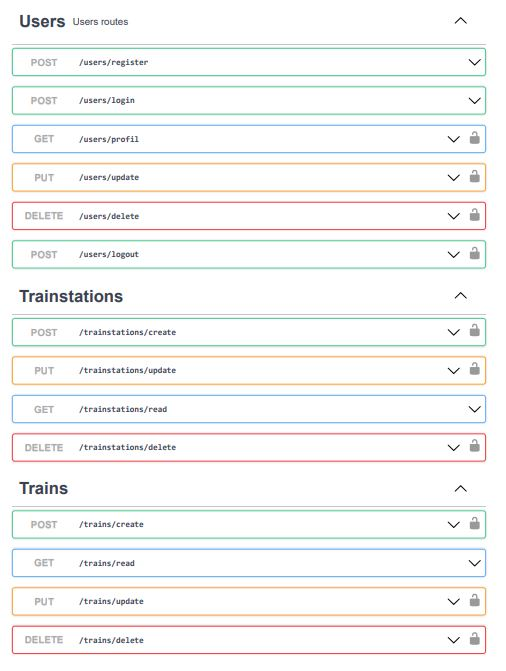 Users Users routes
POST /users/register
POST /users/login
GET /users/profil
PUT /users/update
DELETE /users/delete
POST /users/logout
Trainstations
POST /trainstations/create
PUT /trainstations/update
GET /trainstations/read
DELETE /trainstations/delete
Trains
POST /trains/create
GET /trains/read
PUT /trains/update
DELETE /trains/delete